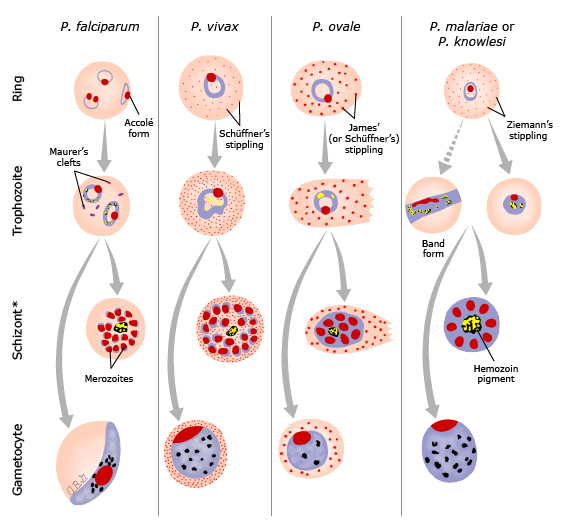 P. falciparum
P. vivax
P. ovale
P. malariae or
P. knowlesi
Ring
Accolé
form
Schüffner's
stippling
James'
(or Schüffner's)
stippling
Ziemann's
stippling
Maurer's
clefts
Trophozoite
Band
form
Schizont*
Merozoites
Hemozoin
pigment
Gametocyte